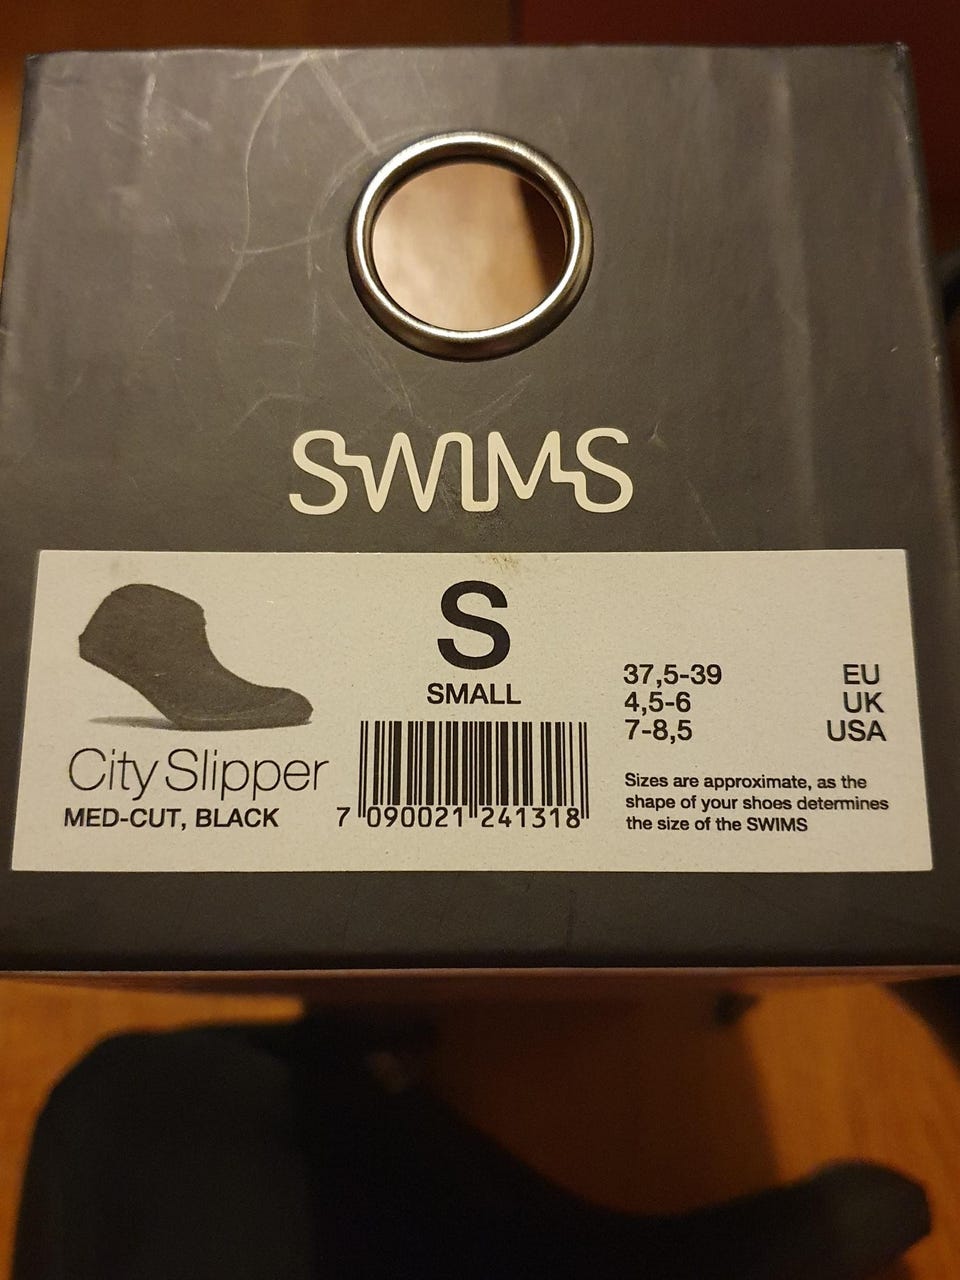 SWIMS
S
SMALL
City Slipper
MED-CUT, BLACK
7 090021 241318
37,5-39 EU
4,5-6 UK
7-8,5 USA
Sizes are approximate, as the
shape of your shoes determines
the size of the SWIMS